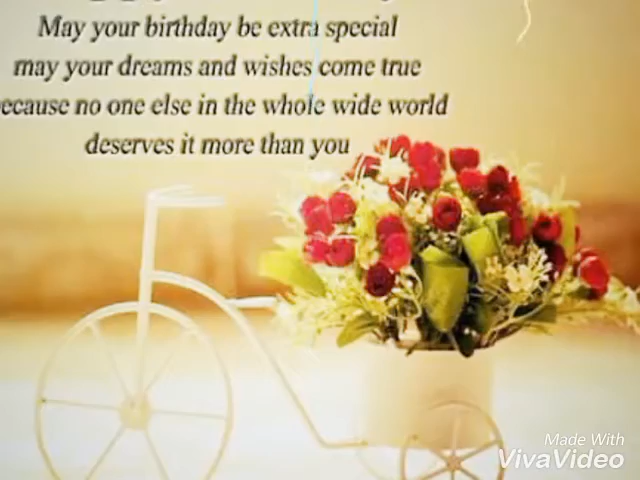 May your birthday be extra special
may your dreams and wishes come true
ecause no one else in the whole wide world
deserves it more than you
Made With
VivaVideo